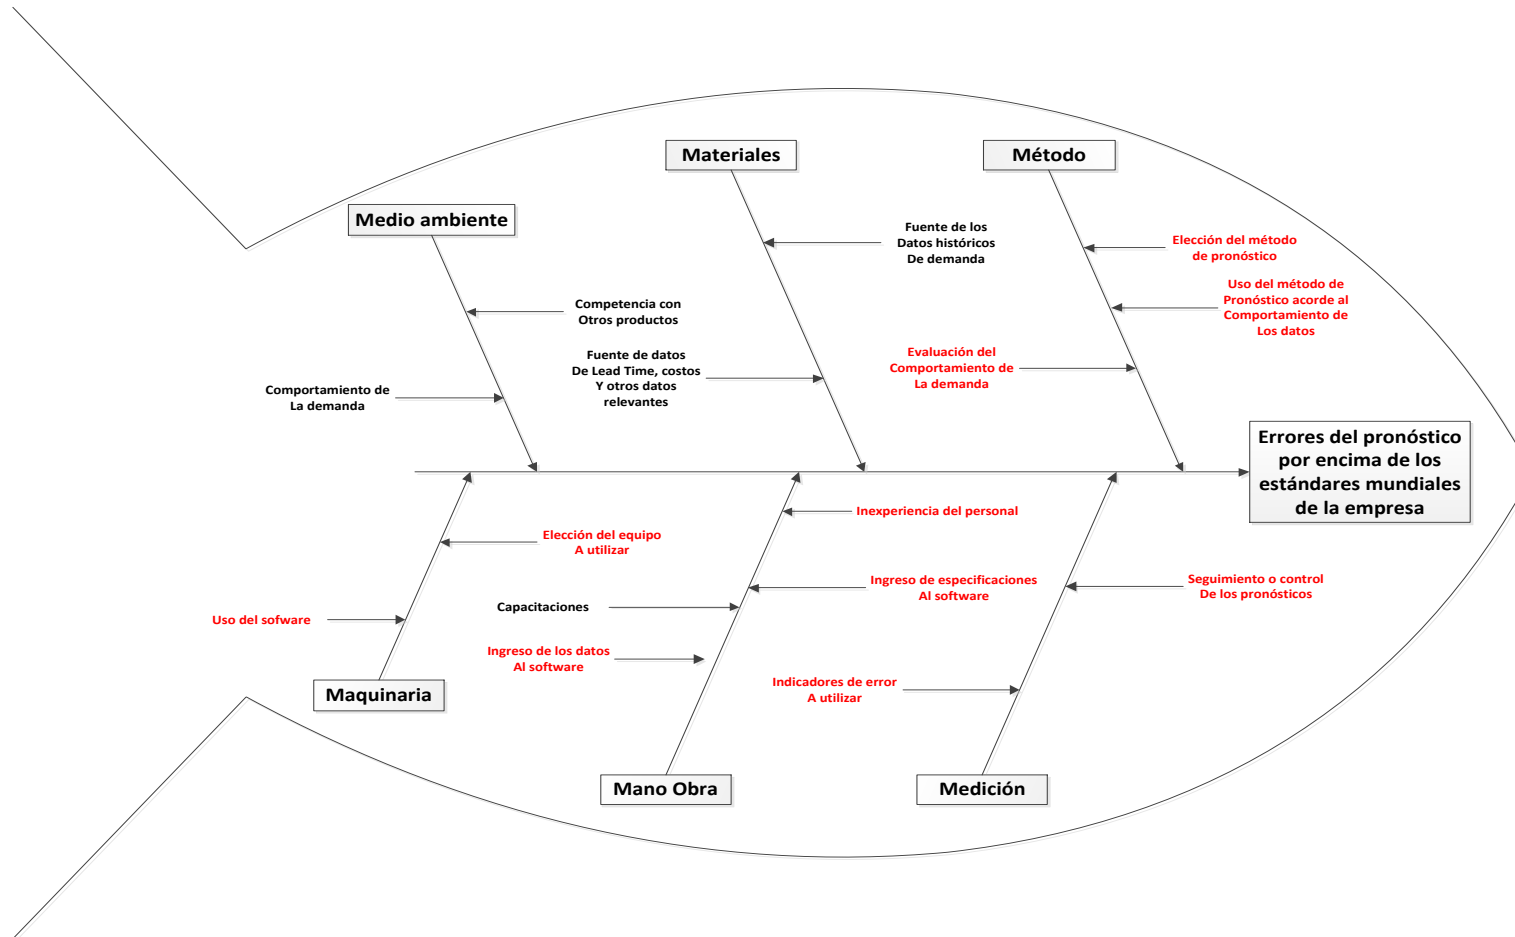 Materiales
Método
Medio ambiente
Fuente de los
Datos históricos
De demanda
Elección del método
de pronóstico
Uso del método de
Pronóstico acorde al
Comportamiento de
Los datos
Competencia con
Otros productos
Fuente de datos
De Lead Time, costos
Y otros datos
relevantes
Evaluación del
Comportamiento de
La demanda
Comportamiento de
La demanda
Errores del pronóstico
por encima de los
estándares mundiales
de la empresa
Inexperiencia del personal
Elección del equipo
A utilizar
Ingreso de especificaciones
Al software
Seguimiento o control
De los pronósticos
Capacitaciones
Uso del sofware
Ingreso de los datos
Al software
Indicadores de error
A utilizar
Maquinaria
Mano Obra
Medición